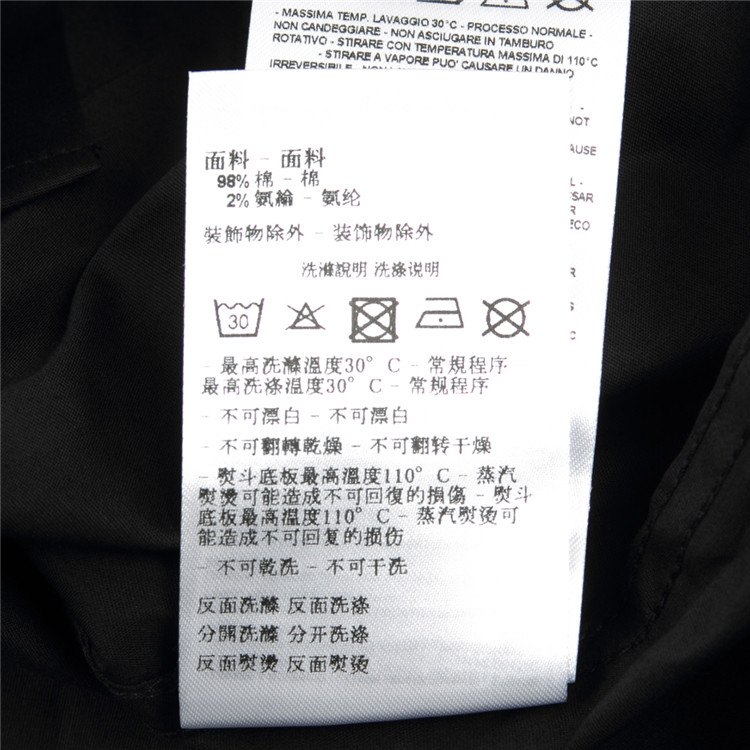 - MASSIMA TEMP. LAVAGGIO 30°C - PROCESSO NORMALE -
NON CANDEGGIARE - NON ASCIUGARE IN TAMBURO
ROTATIVO - STIRARE CON TEMPERATURA MASSIMA DI 110°C
- STIRARE A VAPORE PUO' CAUSARE UN DANNO
IRREVERSIBILE - NON
NOT
AUSE
L -
SAR
R
ECO
R
S
C
面料 - 面料
98% 棉 - 棉
2% 氨綸 - 氨纶
裝飾物除外 - 装饰物除外
洗滌說明 洗涤说明
30
- 最高洗滌溫度30° C - 常規程序
最高洗涤温度30° C - 常规程序
- 不可漂白 - 不可漂白
- 不可翻轉乾燥 - 不可翻转干燥
- 熨斗底板最高溫度110° C - 蒸汽
熨燙可能造成不可回復的損傷 - 熨斗
底板最高温度110° C - 蒸汽熨烫可
能造成不可回复的损伤
- 不可乾洗 - 不可干洗
反面洗滌 反面洗涤
分開洗滌 分开洗涤
反面熨燙 反面熨烫